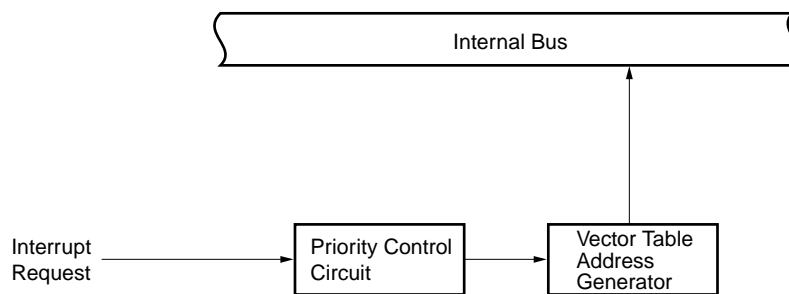 Internal Bus
Interrupt
Request
Priority Control
Circuit
Vector Table
Address
Generator